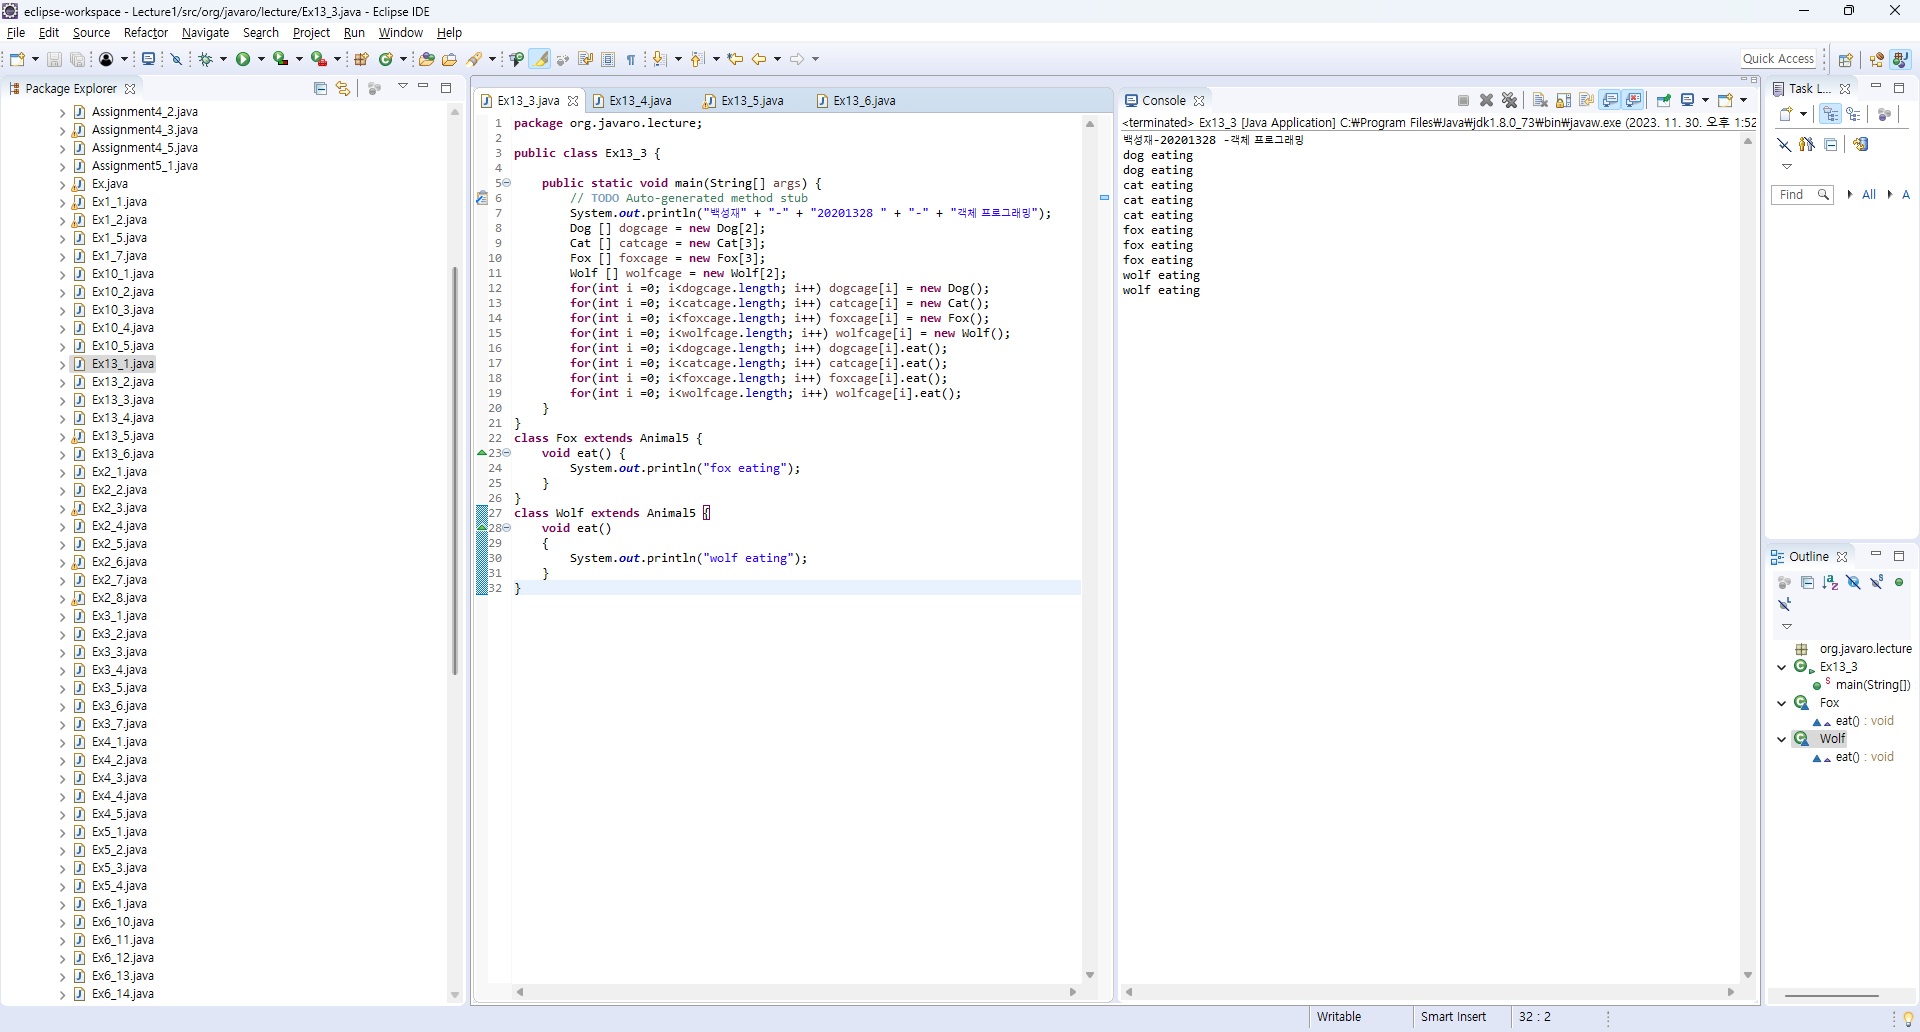 eclipse-workspace - Lecture1/src/org/javaro/lecture/Ex13_3.java - Eclipse IDE
File Edit Source Refactor Navigate Search Project Run Window Help
Quick Access
Package Explorer
Assignment4_2.java
Assignment4_3.java
Assignment4_5.java
Assignment5_1.java
Ex.java
Ex1_1.java
Ex1_2.java
Ex1_5.java
Ex1_7.java
Ex10_1.java
Ex10_2.java
Ex10_3.java
Ex10_4.java
Ex10_5.java
Ex13_1.java
Ex13_2.java
Ex13_3.java
Ex13_4.java
Ex13_5.java
Ex13_6.java
Ex2_1.java
Ex2_2.java
Ex2_3.java
Ex2_4.java
Ex2_5.java
Ex2_6.java
Ex2_7.java
Ex2_8.java
Ex3_1.java
Ex3_2.java
Ex3_3.java
Ex3_4.java
Ex3_5.java
Ex3_6.java
Ex3_7.java
Ex4_1.java
Ex4_2.java
Ex4_3.java
Ex4_4.java
Ex4_5.java
Ex5_1.java
Ex5_2.java
Ex5_3.java
Ex5_4.java
Ex6_1.java
Ex6_10.java
Ex6_11.java
Ex6_12.java
Ex6_13.java
Ex6_14.java
Ex13_3.java Ex13_4.java Ex13_5.java Ex13_6.java
1 package org.javaro.lecture;
2
3 public class Ex13_3 {
4
5 public static void main(String[] args) {
6 // TODO Auto-generated method stub
7 System.out.println("백성재" + "-" + "20201328 " + "-" + "객체 프로그래밍");
8 Dog [] dogcage = new Dog[2];
9 Cat [] catcage = new Cat[3];
10 Fox [] foxcage = new Fox[3];
11 Wolf [] wolfcage = new Wolf[2];
12 for(int i =0; i<dogcage.length; i++) dogcage[i] = new Dog();
13 for(int i =0; i<catcage.length; i++) catcage[i] = new Cat();
14 for(int i =0; i<foxcage.length; i++) foxcage[i] = new Fox();
15 for(int i =0; i<wolfcage.length; i++) wolfcage[i] = new Wolf();
16 for(int i =0; i<dogcage.length; i++) dogcage[i].eat();
17 for(int i =0; i<catcage.length; i++) catcage[i].eat();
18 for(int i =0; i<foxcage.length; i++) foxcage[i].eat();
19 for(int i =0; i<wolfcage.length; i++) wolfcage[i].eat();
20 }
21 }
22 class Fox extends Animal5 {
23 void eat() {
24 System.out.println("fox eating");
25 }
26 }
27 class Wolf extends Animal5 {
28 void eat()
29 {
30 System.out.println("wolf eating");
31 }
32 }
Console
<terminated> Ex13_3 [Java Application] C:₩Program Files₩Java₩jdk1.8.0_73₩bin₩javaw.exe (2023. 11. 30. 오후 1:52
백성재-20201328 -객체 프로그래밍
dog eating
dog eating
cat eating
cat eating
cat eating
fox eating
fox eating
fox eating
wolf eating
wolf eating
Task L...
Find All A
Outline
org.javaro.lecture
Ex13_3
main(String[])
Fox
eat() : void
Wolf
eat() : void
Writable Smart Insert 32 : 2